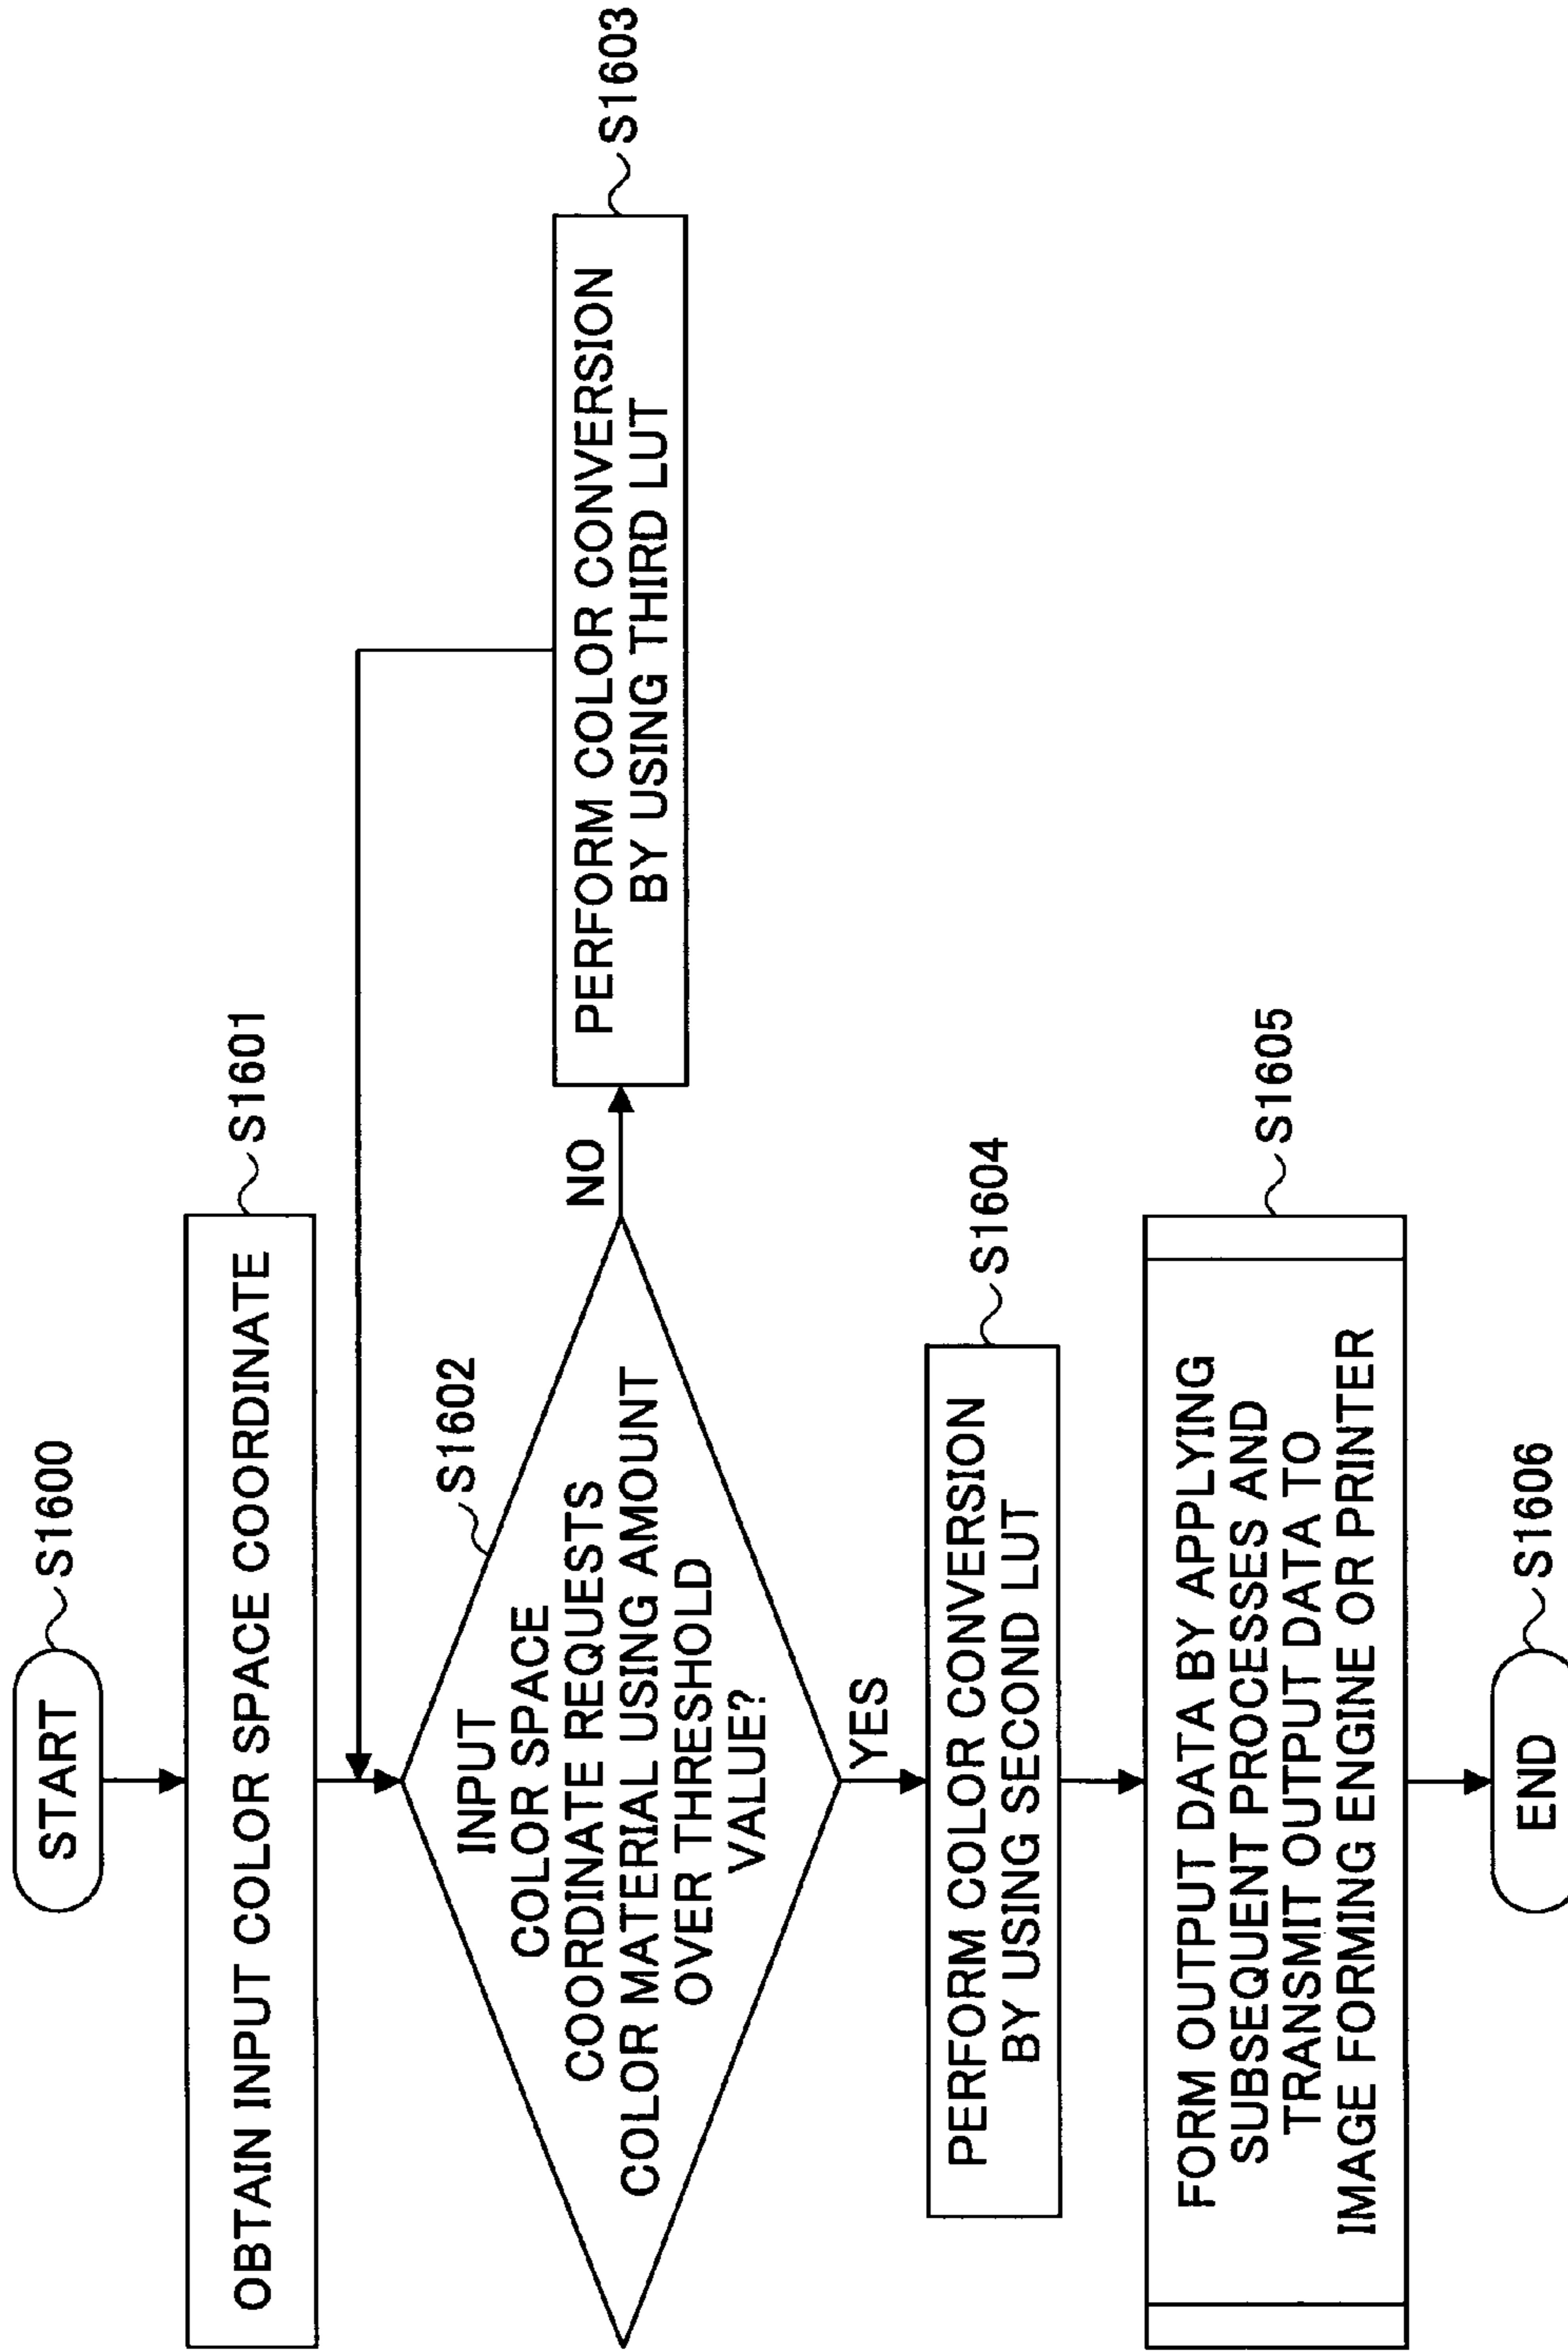 START
S1600
OBTAIN INPUT COLOR SPACE COORDINATE
S1601
INPUT
COLOR SPACE
COORDINATE REQUESTS
COLOR MATERIAL USING AMOUNT
OVER THRESHOLD
VALUE?
S1602
NO
PERFORM COLOR CONVERSION
BY USING THIRD LUT
S1603
YES
PERFORM COLOR CONVERSION
BY USING SECOND LUT
S1604
FORM OUTPUT DATA BY APPLYING
SUBSEQUENT PROCESSES AND
TRANSMIT OUTPUT DATA TO
IMAGE FORMING ENGINE OR PRINTER
S1605
END
S1606